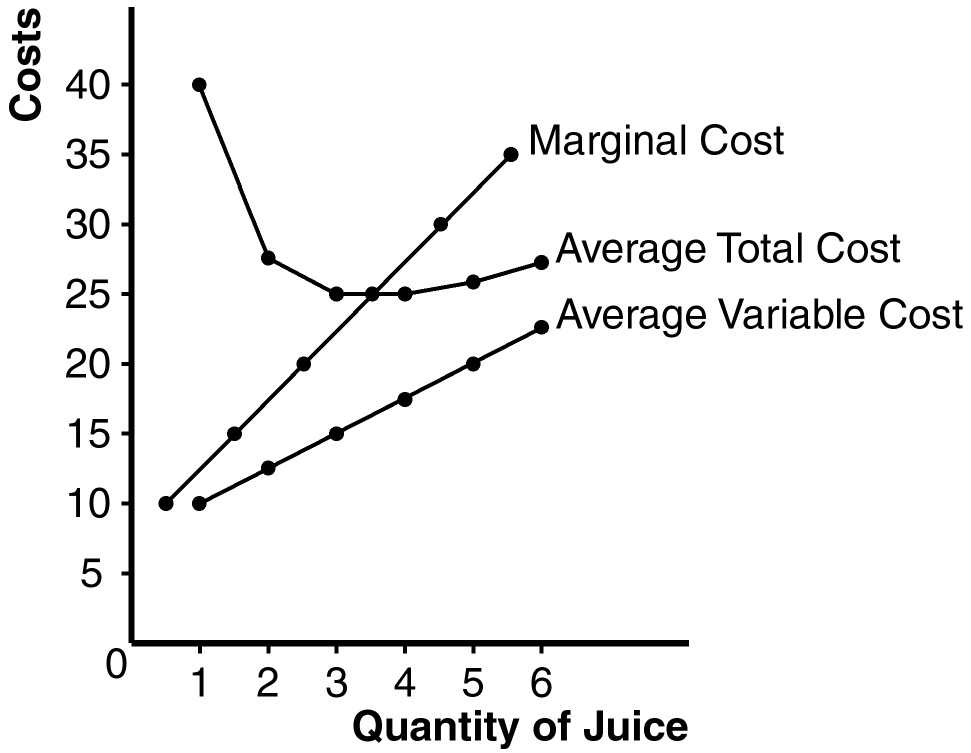 Costs
40
35
30
25
20
15
10
5
0
Marginal Cost
Average Total Cost
Average Variable Cost
1 2 3 4 5 6
Quantity of Juice